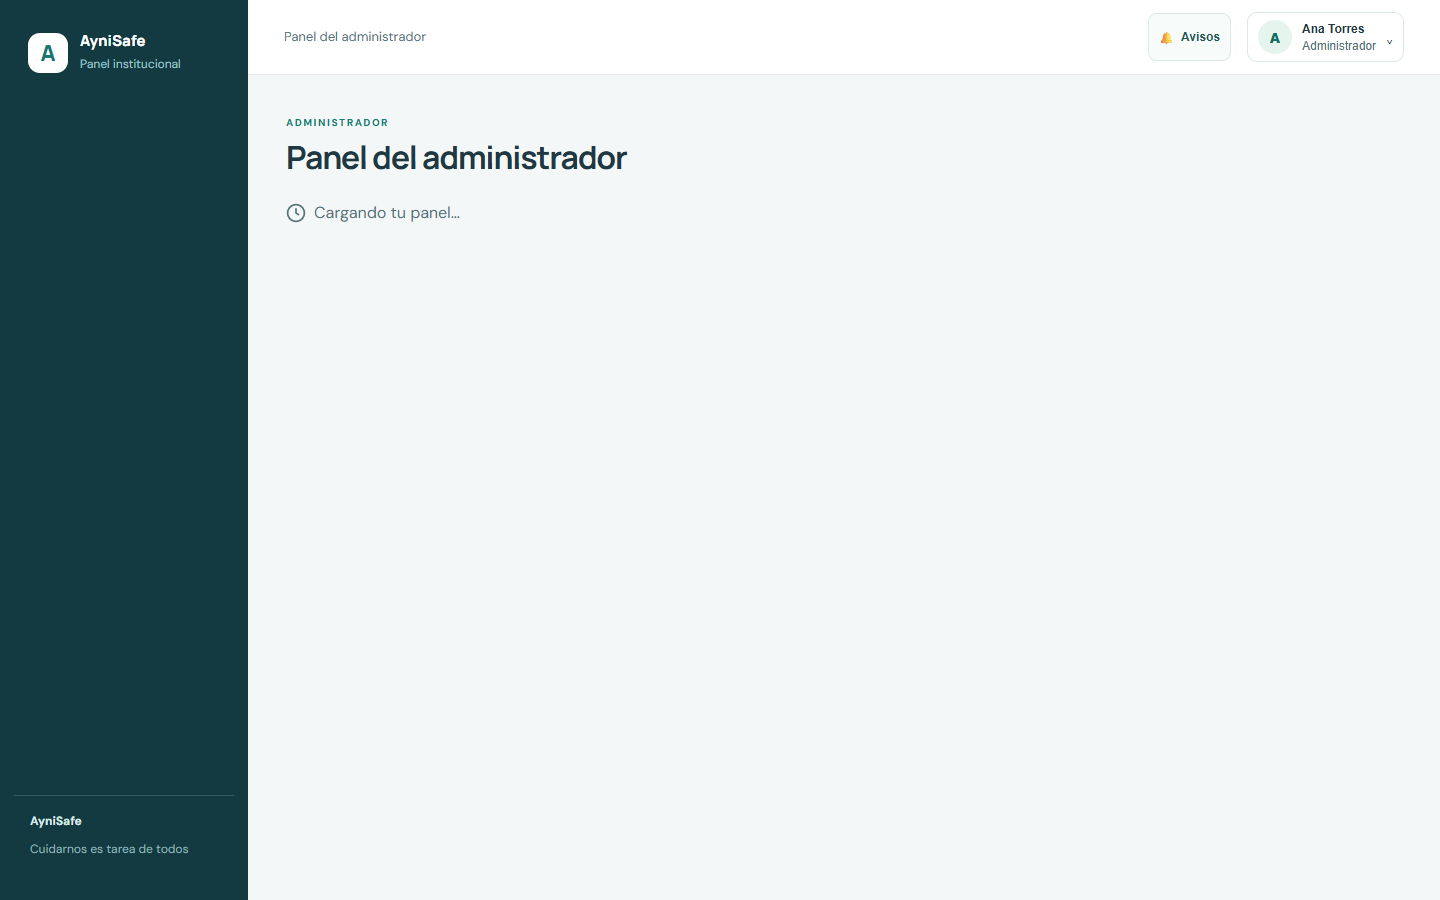 A
AyniSafe
Panel institucional
Panel del administrador
Avisos
A
Ana Torres
Administrador
ADMINISTRADOR
Panel del administrador
Cargando tu panel...
AyniSafe
Cuidarnos es tarea de todos